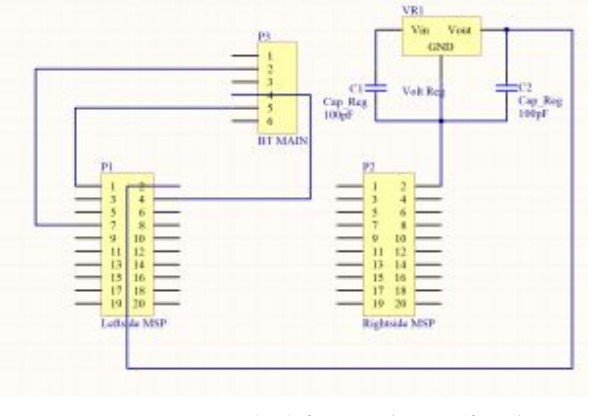 VR1
Vin Vout
GND
P3
1
2
3
4
5
6
BT MAIN
C1
Cap_Reg
100pF
Volt Reg
C2
Cap_Reg
100pF
P1
1 2
3 4
5 6
7 8
9 10
11 12
13 14
15 16
17 18
19 20
Leftside MSP
P2
1 2
3 4
5 6
7 8
9 10
11 12
13 14
15 16
17 18
19 20
Rightside MSP